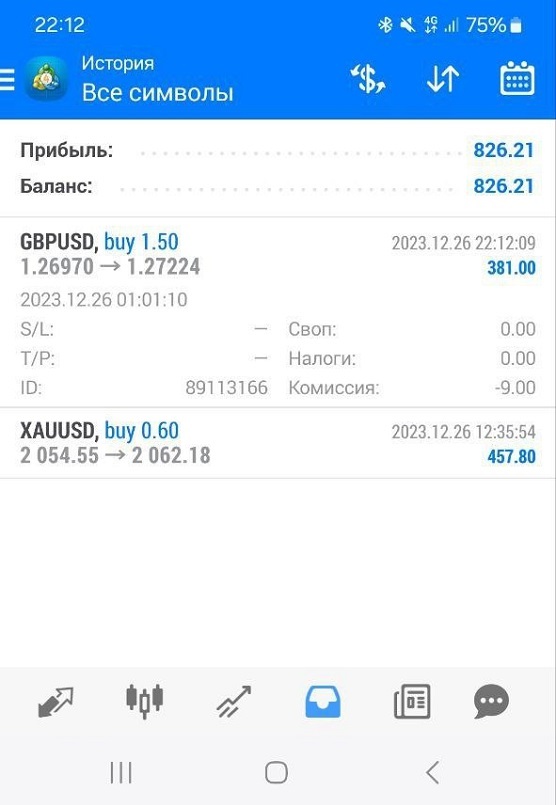 22:12 4G 75%
История
Все символы
Прибыль: 826.21
Баланс: 826.21
GBPUSD, buy 1.50 2023.12.26 22:12:09
1.26970 → 1.27224 381.00
2023.12.26 01:01:10
S/L: – Своп: 0.00
T/P: – Налоги: 0.00
ID: 89113166 Комиссия: -9.00
XAUUSD, buy 0.60 2023.12.26 12:35:54
2 054.55 → 2 062.18 457.80